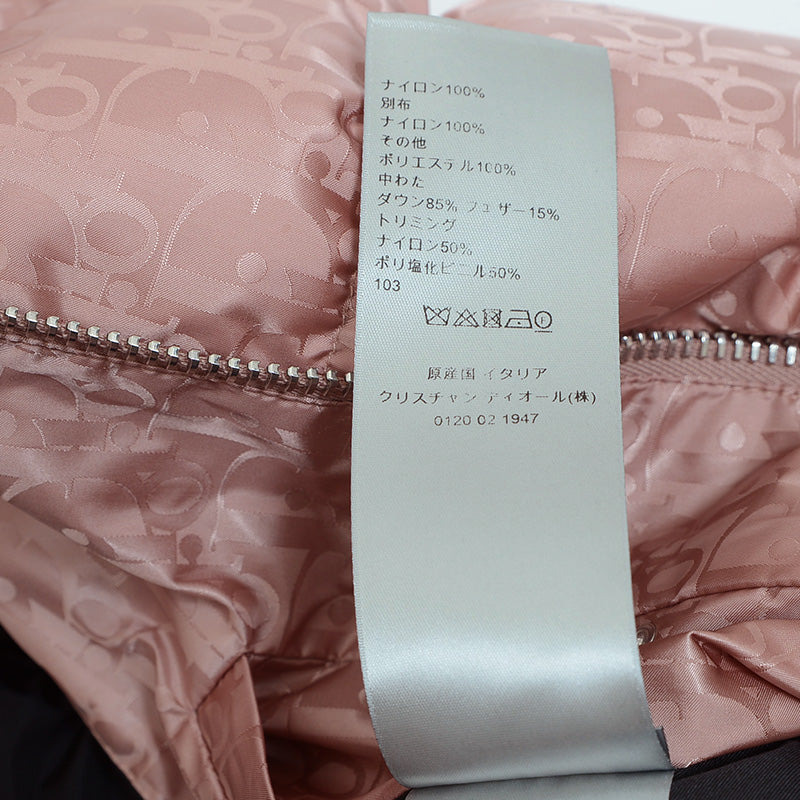 ナイロン100%
別布
ナイロン100%
その他
ポリエステル100%
中わた
ダウン85% フェザー15%
トリミング
ナイロン50%
ポリ塩化ビニル50%
103
原産国 イタリア
クリスチャン ディオール(株)
0120 02 1947